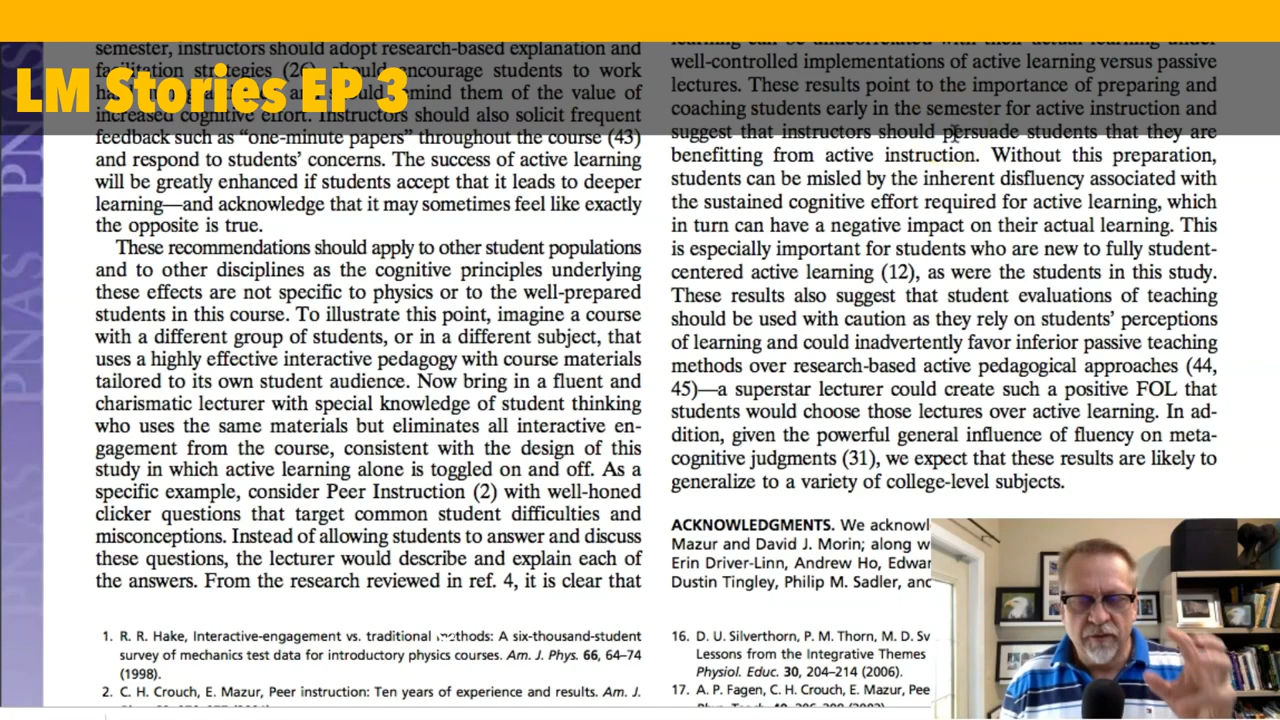 LM Stories EP 3
semester, instructors should adopt research-based explanation and
facilitation strategies (26), should encourage students to work
mind them of the value of
increased cognitive effort. Instructors should also solicit frequent
feedback such as “one-minute papers” throughout the course (43)
and respond to students’ concerns. The success of active learning
will be greatly enhanced if students accept that it leads to deeper
learning—and acknowledge that it may sometimes feel like exactly
the opposite is true.
These recommendations should apply to other student populations
and to other disciplines as the cognitive principles underlying
these effects are not specific to physics or to the well-prepared
students in this course. To illustrate this point, imagine a course
with a different group of students, or in a different subject, that
uses a highly effective interactive pedagogy with course materials
tailored to its own student audience. Now bring in a fluent and
charismatic lecturer with special knowledge of student thinking
who uses the same materials but eliminates all interactive en-
gagement from the course, consistent with the design of this
study in which active learning alone is toggled on and off. As a
specific example, consider Peer Instruction (2) with well-honed
clicker questions that target common student difficulties and
misconceptions. Instead of allowing students to answer and discuss
these questions, the lecturer would describe and explain each of
the answers. From the research reviewed in ref. 4, it is clear that
learning can be anticorrelated with their actual learning under
well-controlled implementations of active learning versus passive
lectures. These results point to the importance of preparing and
coaching students early in the semester for active instruction and
suggest that instructors should persuade students that they are
benefitting from active instruction. Without this preparation,
students can be misled by the inherent disfluency associated with
the sustained cognitive effort required for active learning, which
in turn can have a negative impact on their actual learning. This
is especially important for students who are new to fully student-
centered active learning (12), as were the students in this study.
These results also suggest that student evaluations of teaching
should be used with caution as they rely on students’ perceptions
of learning and could inadvertently favor inferior passive teaching
methods over research-based active pedagogical approaches (44,
45)—a superstar lecturer could create such a positive FOL that
students would choose those lectures over active learning. In ad-
dition, given the powerful general influence of fluency on meta-
cognitive judgments (31), we expect that these results are likely to
generalize to a variety of college-level subjects.
ACKNOWLEDGMENTS. We acknowl
Mazur and David J. Morin; along w
Erin Driver-Linn, Andrew Ho, Edwar
Dustin Tingley, Philip M. Sadler, and
1. R. R. Hake, Interactive-engagement vs. traditional methods: A six-thousand-student
survey of mechanics test data for introductory physics courses. Am. J. Phys. 66, 64–74
(1998).
2. C. H. Crouch, E. Mazur, Peer instruction: Ten years of experience and results. Am. J.
16. D. U. Silverthorn, P. M. Thorn, M. D. Sv
Lessons from the Integrative Themes
Physiol. Educ. 30, 204–214 (2006).
17. A. P. Fagen, C. H. Crouch, E. Mazur, Pee
PNAS
PNAS
PNAS